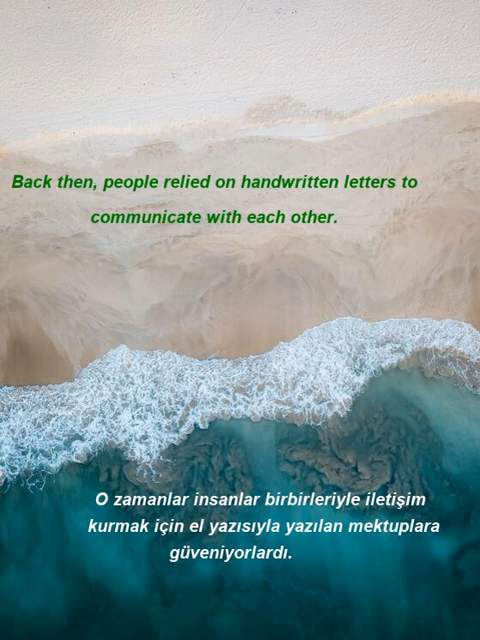 Back then, people relied on handwritten letters to
communicate with each other.
O zamanlar insanlar birbirleriyle iletişim
kurmak için el yazısıyla yazılan mektuplara
güveniyorlardı.